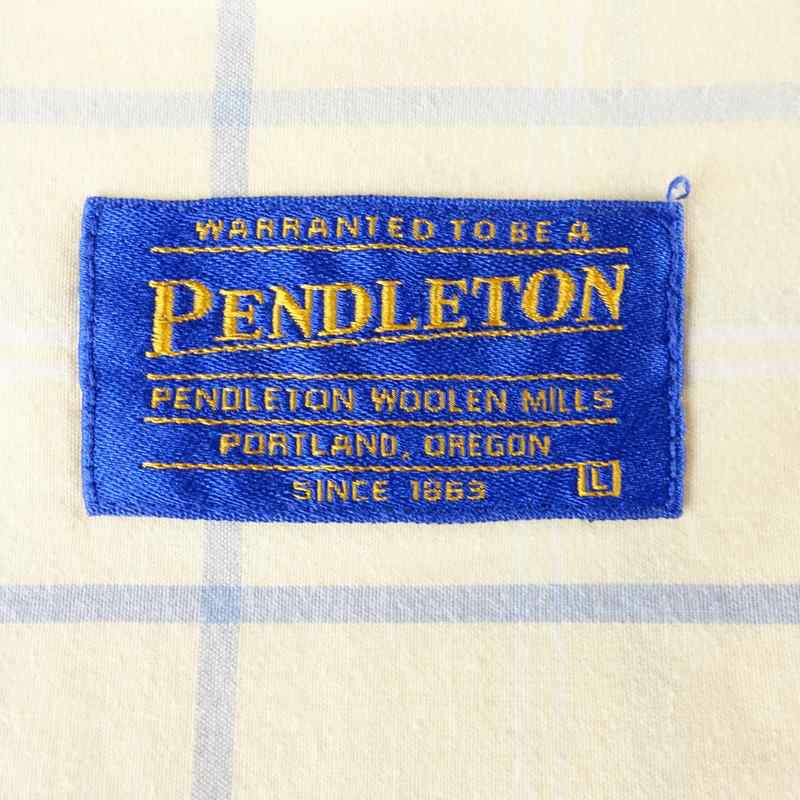 WARRANTED TO BE A
PENDLETON
PENDLETON WOOLEN MILLS
PORTLAND, OREGON
SINCE 1863
L